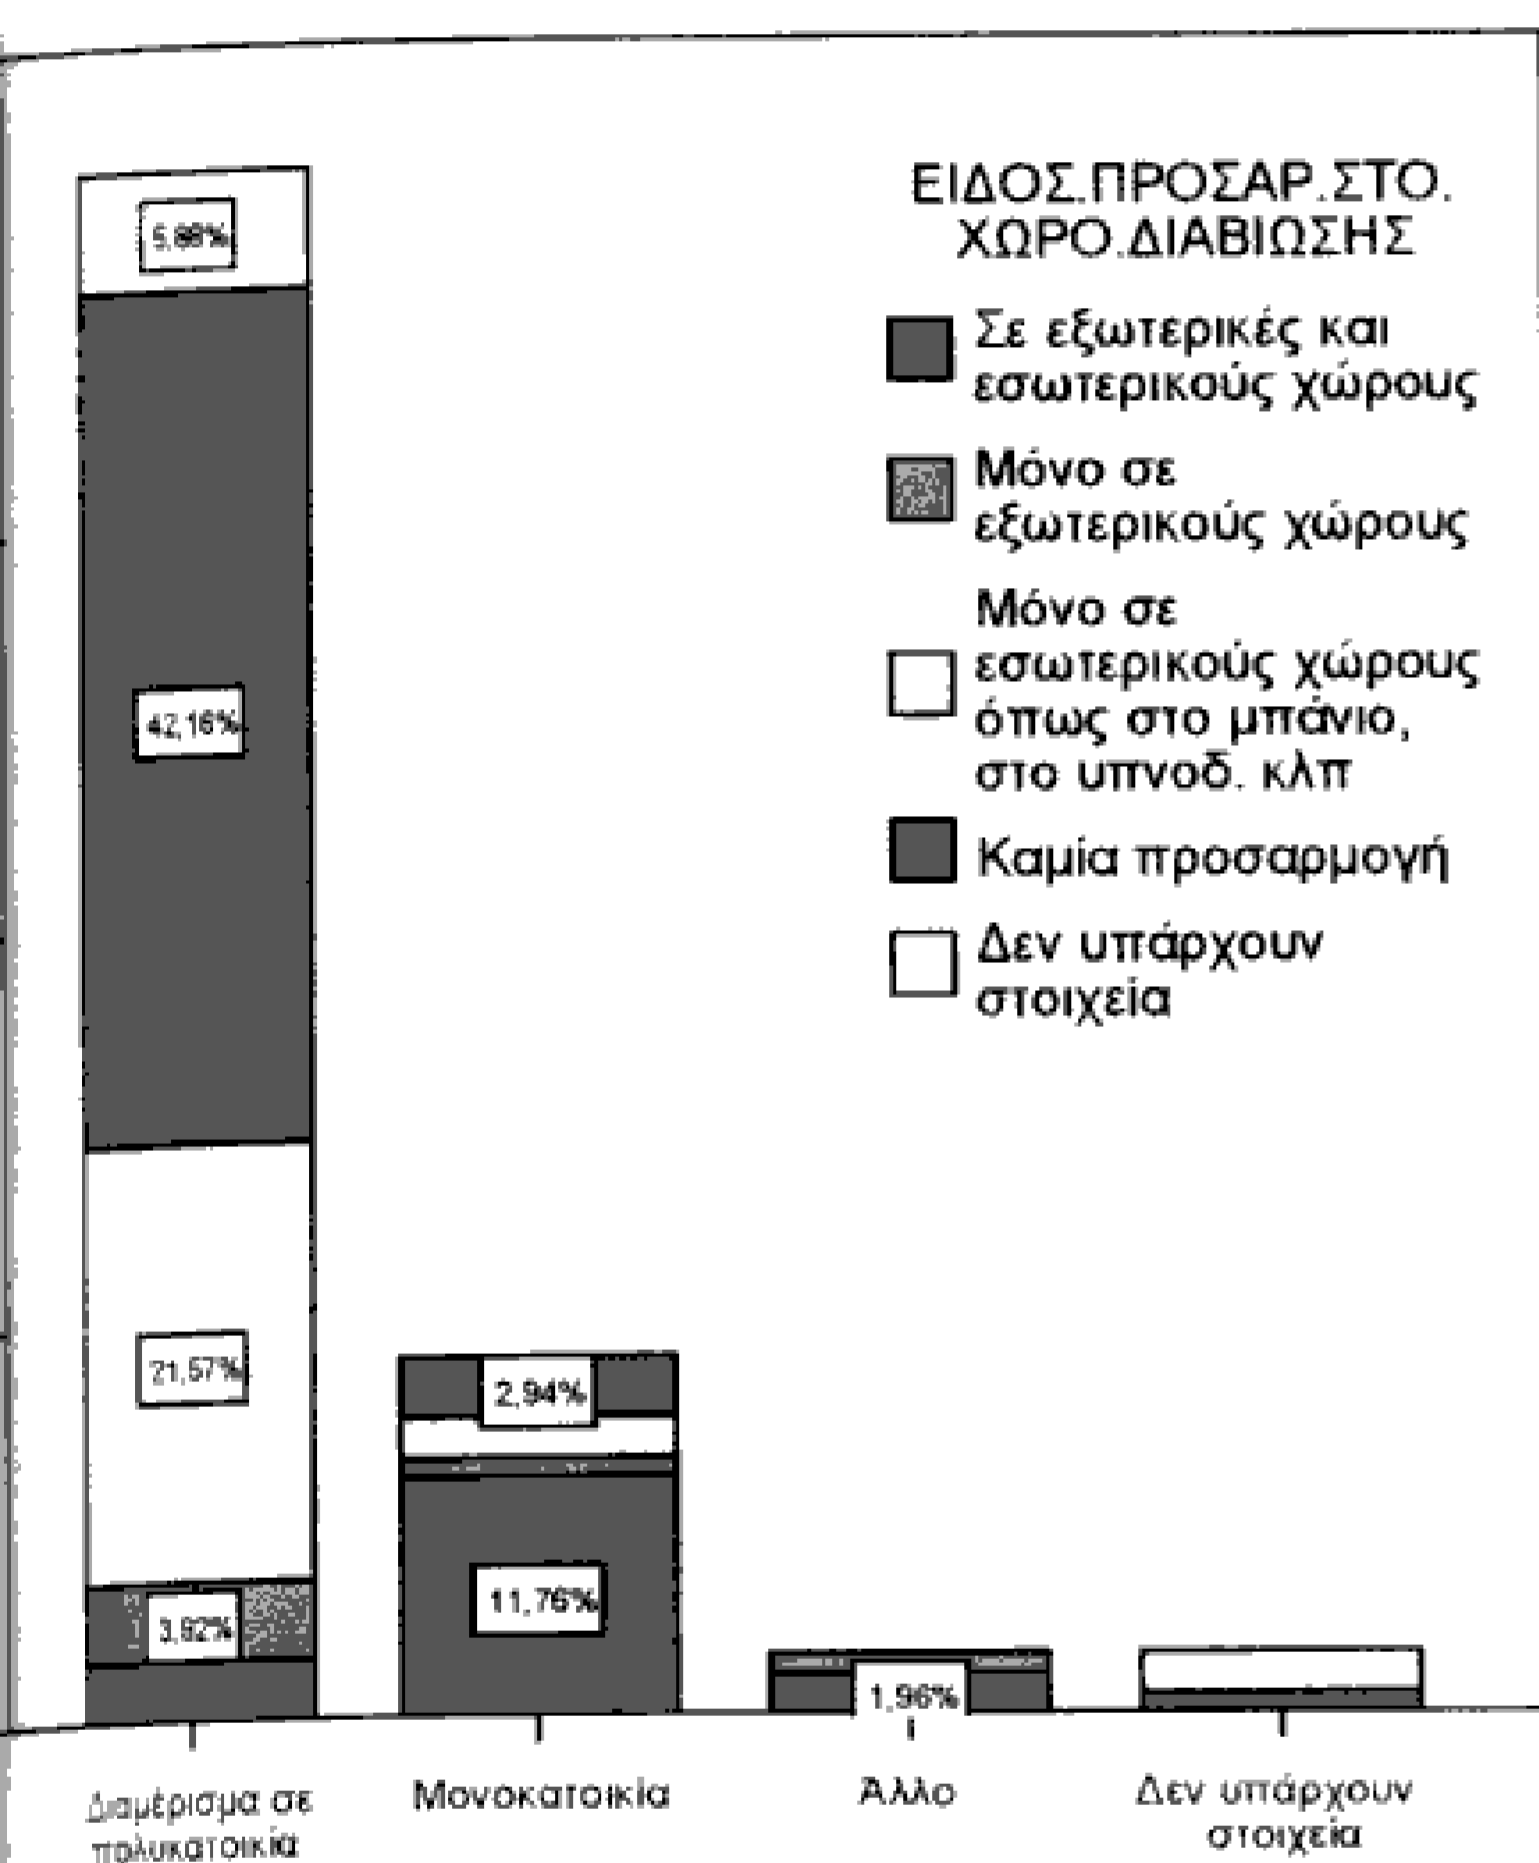 ΕΙΔΟΣ.ΠΡΟΣΑΡ.ΣΤΟ.
ΧΩΡΟ.ΔΙΑΒΙΩΣΗΣ
Σε εξωτερικές και
εσωτερικούς χώρους
Μόνο σε
εξωτερικούς χώρους
Μόνο σε
εσωτερικούς χώρους
όπως στο μπάνιο,
στο υπνοδ. κλπ
Καμία προσαρμογή
Δεν υπάρχουν
στοιχεία
5,88%
42,16%
21,57%
3,92%
2,94%
11,76%
1,96%
Διαμέρισμα σε
πολυκατοικία
Μονοκατοικία
Άλλο
Δεν υπάρχουν
στοιχεία